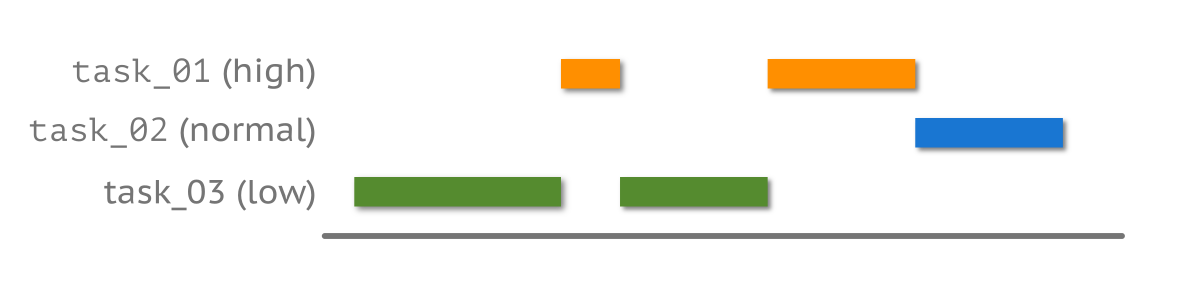 task_01 (high)
task_02 (normal)
task_03 (low)